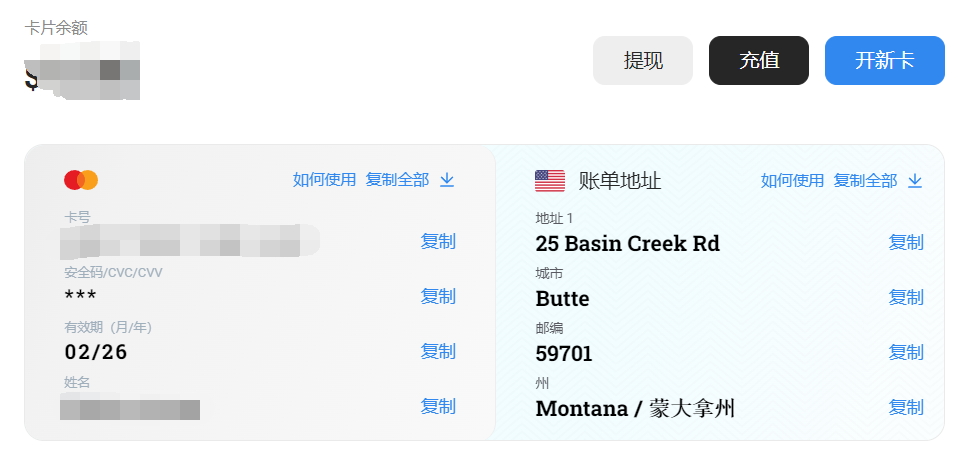 卡片余额
$
提现 充值 开新卡
如何使用 复制全部
卡号
复制
安全码/CVC/CVV
*** 复制
有效期（月/年）
02/26 复制
姓名
复制
账单地址 如何使用 复制全部
地址 1
25 Basin Creek Rd 复制
城市
Butte 复制
邮编
59701 复制
州
Montana / 蒙大拿州 复制